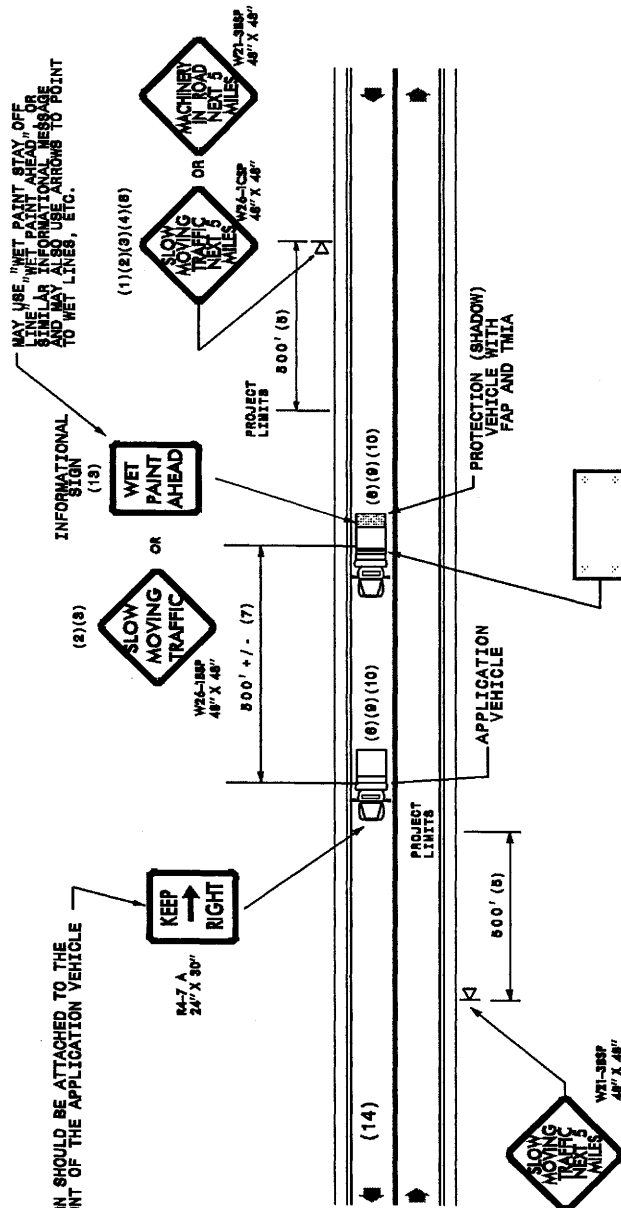 MAY USE "WET PAINT STAY OFF
LINE", "WET PAINT AHEAD", OR
SIMILAR INFORMATIONAL MESSAGE
AND MAY ALSO USE ARROWS TO POINT
TO WET LINES, ETC.
INFORMATIONAL
SIGN
(13)
WET
PAINT
AHEAD
OR
(2)(3)
SLOW
MOVING
TRAFFIC
W26-1BSP
48" X 48"
(1)(2)(3)(4)(8)
SLOW
MOVING
TRAFFIC
NEXT 5
MILES
W26-1CSP
48" X 48"
OR
MACHINERY
IN ROAD
NEXT 5
MILES
W21-3BSP
48" X 48"
N SHOULD BE ATTACHED TO THE
NT OF THE APPLICATION VEHICLE
KEEP
RIGHT
R4-7 A
24" X 30"
500' +/- (7)
500' (5)
PROJECT
LIMITS
(6)(9)(10)
(6)(9)(10)
(14)
PROJECT
LIMITS
500' (5)
APPLICATION
VEHICLE
PROTECTION (SHADOW)
VEHICLE WITH
FAP AND TMIA
SLOW
MOVING
TRAFFIC
NEXT 5
MILES
W21-3BSP
48" X 48"